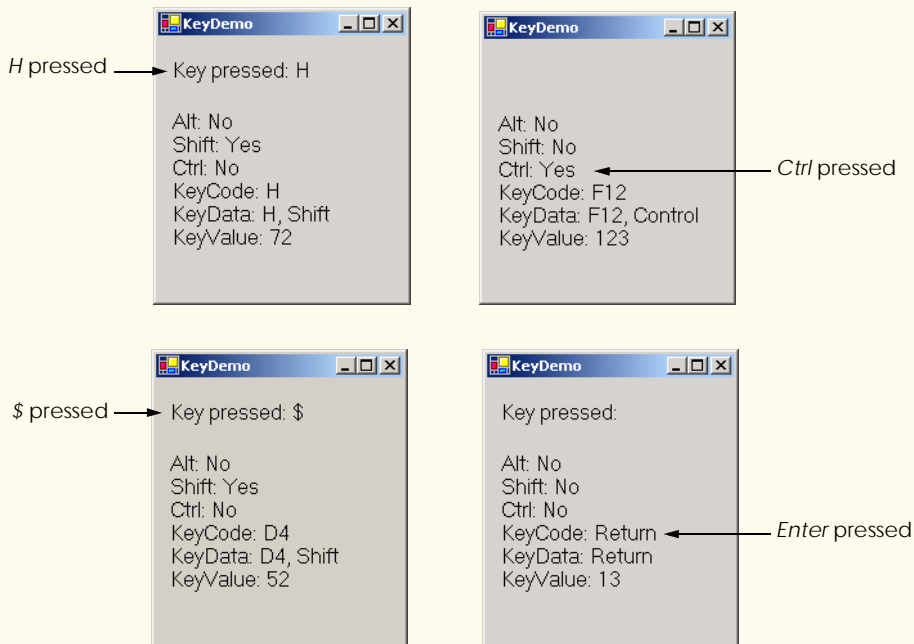 KeyDemo
H pressed
Key pressed: H
Alt: No
Shift: Yes
Ctrl: No
KeyCode: H
KeyData: H, Shift
KeyValue: 72
KeyDemo
Alt: No
Shift: No
Ctrl: Yes
Ctrl pressed
KeyCode: F12
KeyData: F12, Control
KeyValue: 123
KeyDemo
$ pressed
Key pressed: $
Alt: No
Shift: Yes
Ctrl: No
KeyCode: D4
KeyData: D4, Shift
KeyValue: 52
KeyDemo
Key pressed:
Alt: No
Shift: No
Ctrl: No
KeyCode: Return
Enter pressed
KeyData: Return
KeyValue: 13